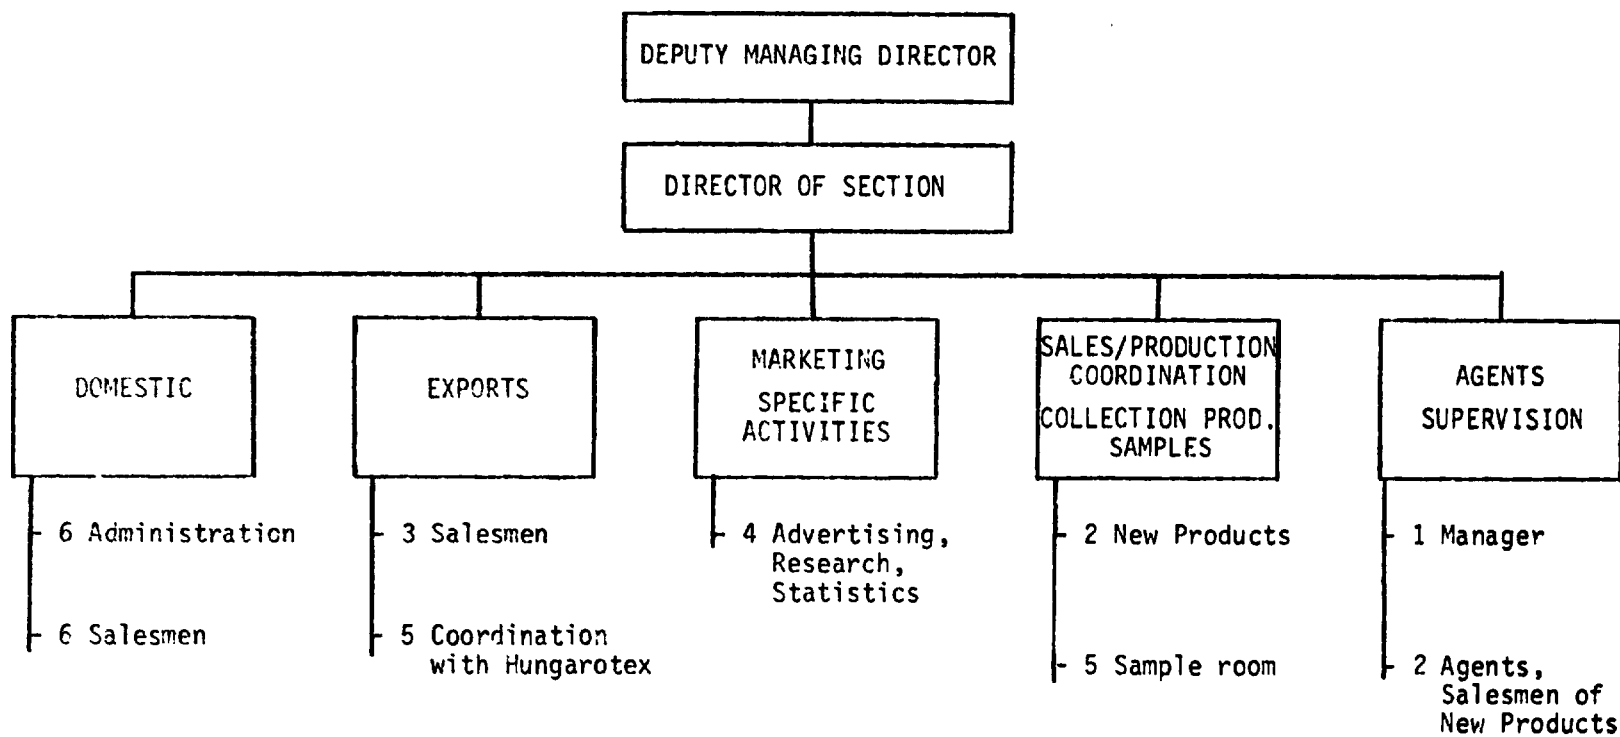 DEPUTY MANAGING DIRECTOR
DIRECTOR OF SECTION
DOMESTIC
6 Administration
6 Salesmen
EXPORTS
3 Salesmen
5 Coordination
with Hungarotex
MARKETING
SPECIFIC
ACTIVITIES
4 Advertising,
Research,
Statistics
SALES/PRODUCTION
COORDINATION
COLLECTION PROD.
SAMPLES
2 New Products
5 Sample room
AGENTS
SUPERVISION
1 Manager
2 Agents,
Salesmen of
New Products